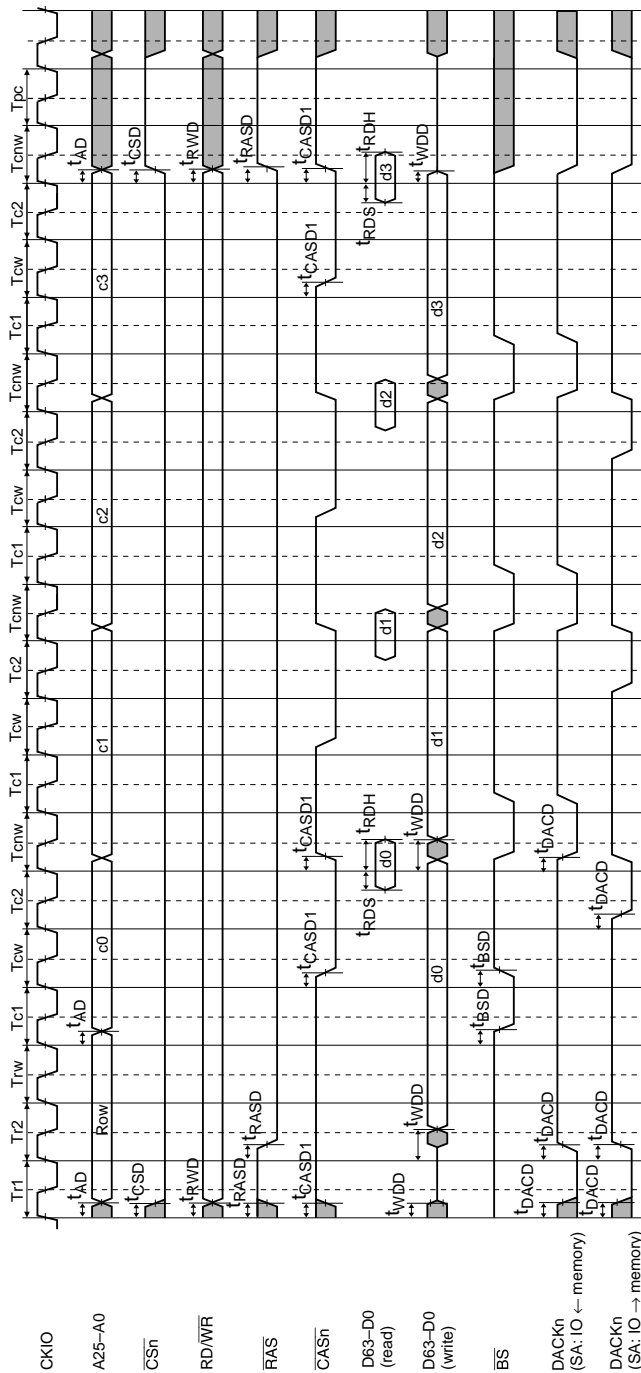 Tr1 Tr2 Trw Tc1 Tcw Tc2 Tcnw Tc1 Tcw Tc2 Tcnw Tc1 Tcw Tc2 Tcnw Tc1 Tcw Tc2 Tcnw Tpc
CKIO
tAD tAD tAD
A25–A0 Row c0 c1 c2 c3
tCSD tCSD
CSn
tRWD tRWD
RD/WR
tRASD tRASD tRASD
RAS
tCASD1 tCASD1 tCASD1 tCASD1 tCASD1
CASn
tRDS tRDH tRDS tRDH
D63–D0
(read) d0 d1 d2 d3
tWDD tWDD tWDD tWDD
D63–D0
(write) d0 d1 d2 d3
tBSD tBSD
BS
tDACD tDACD tDACD
DACKn
(SA: IO ← memory)
tDACD tDACD tDACD
DACKn
(SA: IO → memory)